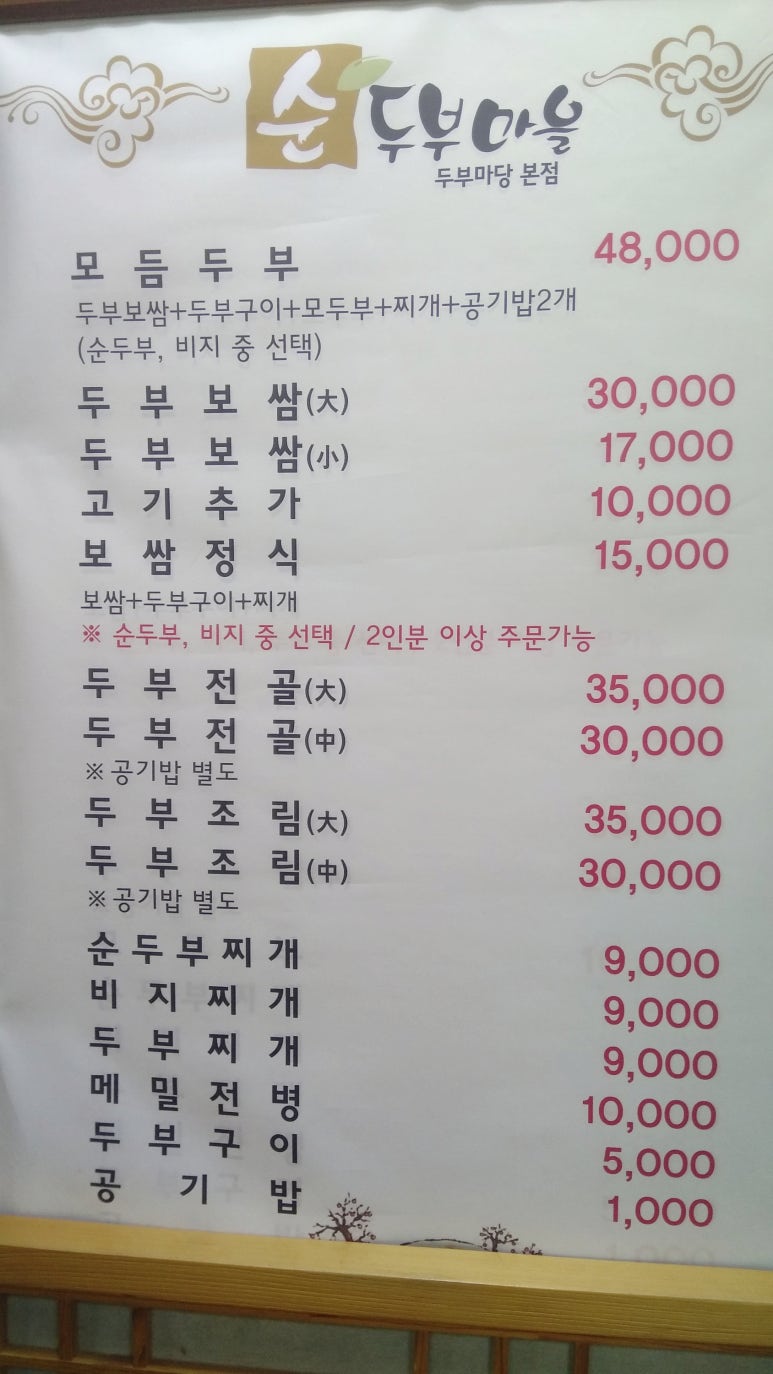 순두부마을
두부마당 본점
모듬두부 48,000
두부보쌈+두부구이+모두부+찌개+공기밥2개
(순두부, 비지 중 선택)
두부보쌈(大) 30,000
두부보쌈(小) 17,000
고기추가 10,000
보쌈정식 15,000
보쌈+두부구이+찌개
※ 순두부, 비지 중 선택 / 2인분 이상 주문가능
두부전골(大) 35,000
두부전골(中) 30,000
※공기밥 별도
두부조림(大) 35,000
두부조림(中) 30,000
※공기밥 별도
순두부찌개 9,000
비지찌개 9,000
두부찌개 9,000
메밀전병 10,000
두부구이 5,000
공기밥 1,000